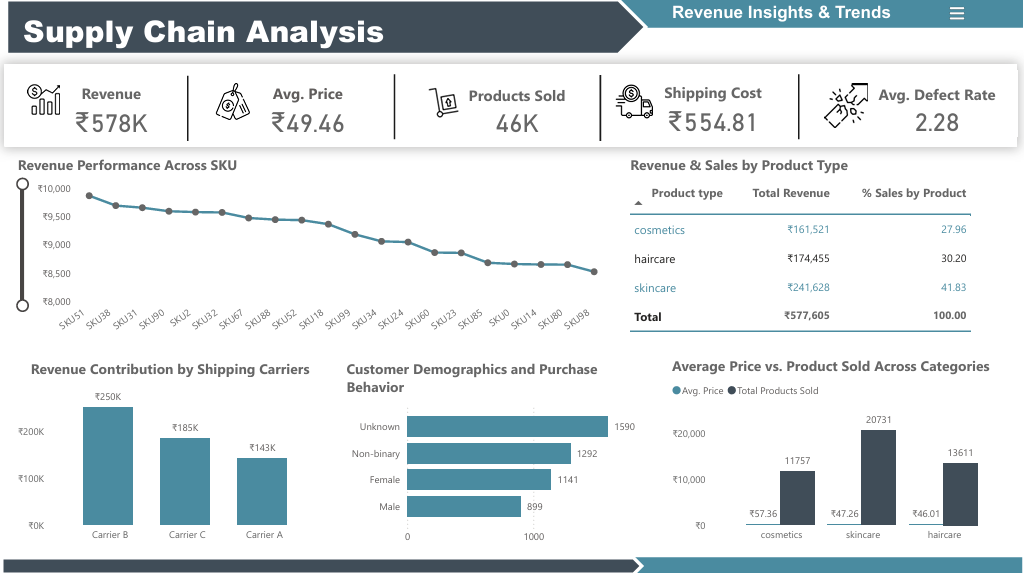 Supply Chain Analysis
Revenue Insights & Trends
Revenue
₹578K
Avg. Price
₹49.46
Products Sold
46K
Shipping Cost
₹554.81
Avg. Defect Rate
2.28
Revenue Performance Across SKU
₹10,000
₹9,500
₹9,000
₹8,500
₹8,000
SKU51 SKU38 SKU31 SKU90 SKU2 SKU32 SKU67 SKU88 SKU52 SKU18 SKU99 SKU34 SKU24 SKU60 SKU23 SKU85 SKU0 SKU14 SKU80 SKU98
Revenue & Sales by Product Type
Product type Total Revenue % Sales by Product
cosmetics ₹161,521 27.96
haircare ₹174,455 30.20
skincare ₹241,628 41.83
Total ₹577,605 100.00
Revenue Contribution by Shipping Carriers
₹250K
₹185K
₹143K
₹200K
₹100K
₹0K
Carrier B Carrier C Carrier A
Customer Demographics and Purchase
Behavior
Unknown 1590
Non-binary 1292
Female 1141
Male 899
0 1000
Average Price vs. Product Sold Across Categories
Avg. Price Total Products Sold
20731
11757
13611
₹20,000
₹10,000
₹0
₹57.36 ₹47.26 ₹46.01
cosmetics skincare haircare